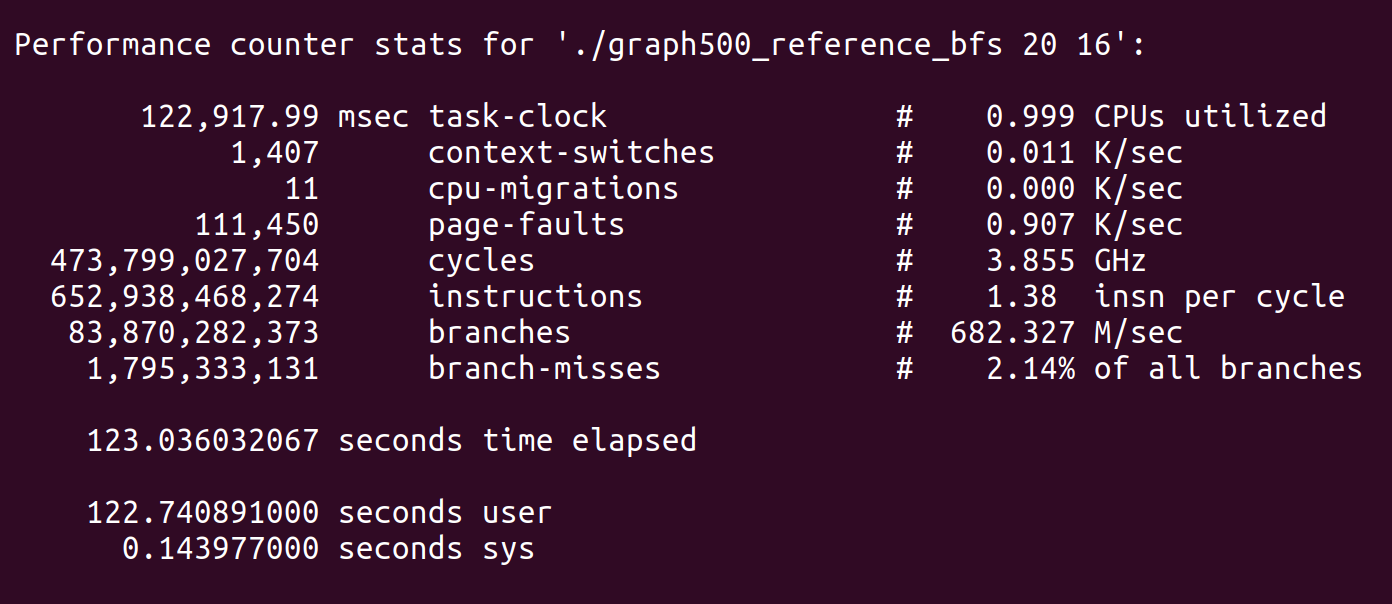 Performance counter stats for './graph500_reference_bfs 20 16':
122,917.99 msec task-clock # 0.999 CPUs utilized
1,407 context-switches # 0.011 K/sec
11 cpu-migrations # 0.000 K/sec
111,450 page-faults # 0.907 K/sec
473,799,027,704 cycles # 3.855 GHz
652,938,468,274 instructions # 1.38 insn per cycle
83,870,282,373 branches # 682.327 M/sec
1,795,333,131 branch-misses # 2.14% of all branches
123.036032067 seconds time elapsed
122.740891000 seconds user
0.143977000 seconds sys